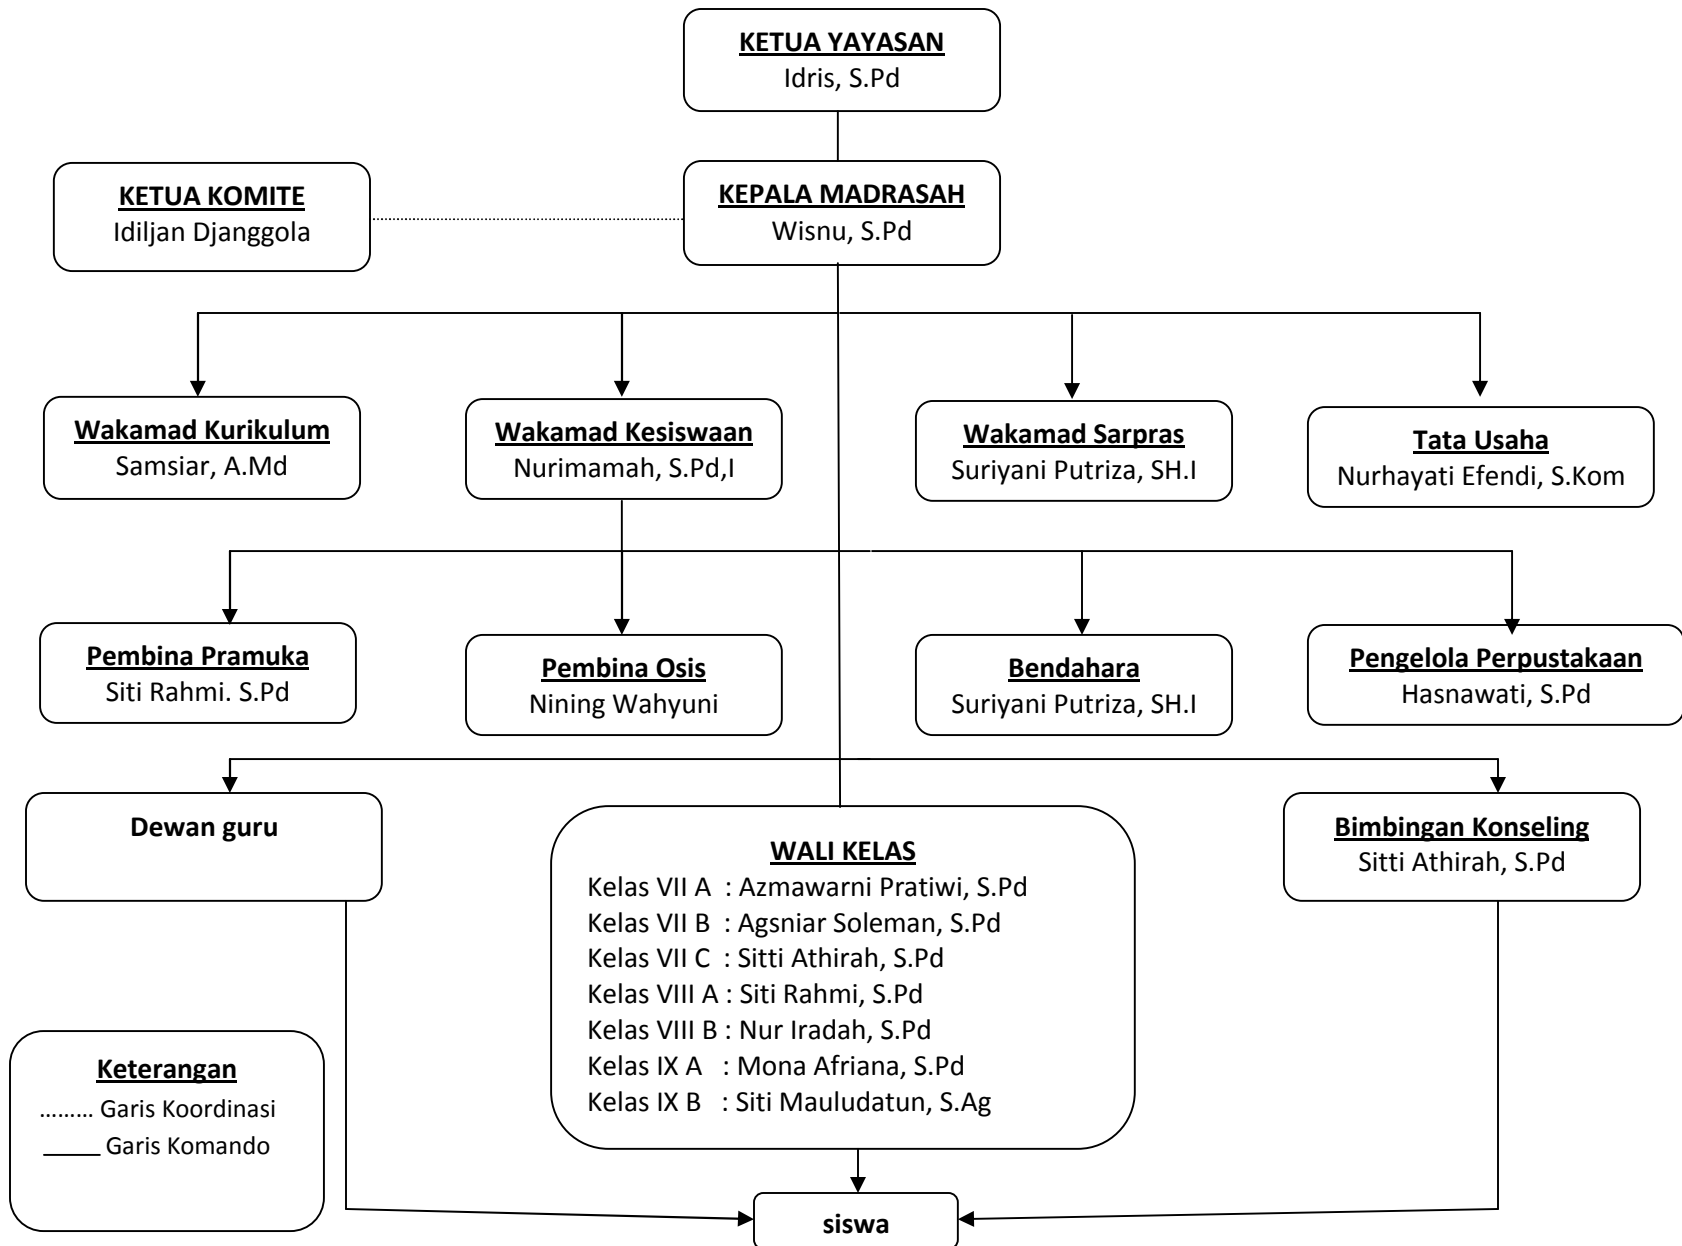 KETUA YAYASAN
Idris, S.Pd
KETUA KOMITE
Idiljan Djanggola
KEPALA MADRASAH
Wisnu, S.Pd
Wakamad Kurikulum
Samsiar, A.Md
Wakamad Kesiswaan
Nurimamah, S.Pd,I
Wakamad Sarpras
Suriyani Putriza, SH.I
Tata Usaha
Nurhayati Efendi, S.Kom
Pembina Pramuka
Siti Rahmi. S.Pd
Pembina Osis
Nining Wahyuni
Bendahara
Suriyani Putriza, SH.I
Pengelola Perpustakaan
Hasnawati, S.Pd
Dewan guru
WALI KELAS
Kelas VII A : Azmawarni Pratiwi, S.Pd
Kelas VII B : Agsniar Soleman, S.Pd
Kelas VII C : Sitti Athirah, S.Pd
Kelas VIII A : Siti Rahmi, S.Pd
Kelas VIII B : Nur Iradah, S.Pd
Kelas IX A : Mona Afriana, S.Pd
Kelas IX B : Siti Mauludatun, S.Ag
Bimbingan Konseling
Sitti Athirah, S.Pd
Keterangan
......... Garis Koordinasi
_____ Garis Komando
siswa